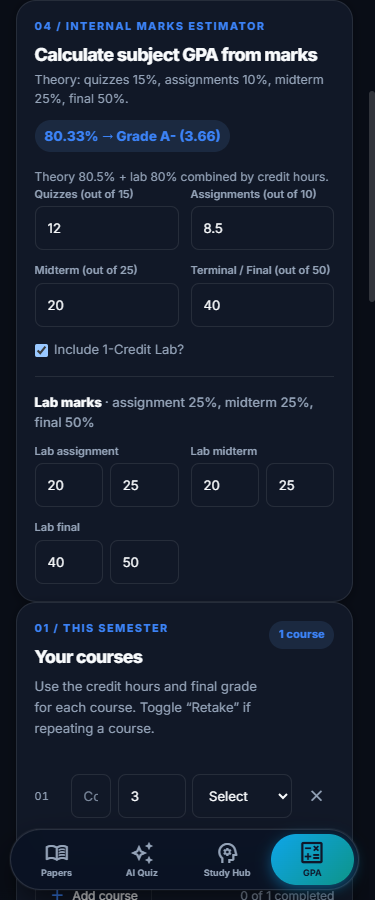 04 / INTERNAL MARKS ESTIMATOR
Calculate subject GPA from marks
Theory: quizzes 15%, assignments 10%, midterm
25%, final 50%.
80.33% → Grade A- (3.66)
Theory 80.5% + lab 80% combined by credit hours.
Quizzes (out of 15) Assignments (out of 10)
12 8.5
Midterm (out of 25) Terminal / Final (out of 50)
20 40
Include 1-Credit Lab?
Lab marks · assignment 25%, midterm 25%,
final 50%
Lab assignment Lab midterm
20 25 20 25
Lab final
40 50
01 / THIS SEMESTER
1 course
Your courses
Use the credit hours and final grade
for each course. Toggle “Retake” if
repeating a course.
01 Cc 3 Select
Papers AI Quiz Study Hub GPA
+ Add course 0 of 1 completed